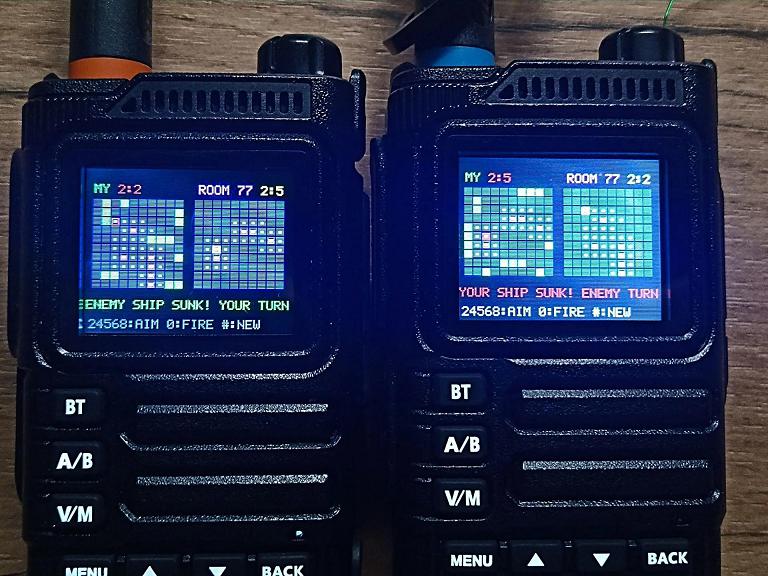 MY 2:2 ROOM 77 2:5
ENEMY SHIP SUNK! YOUR TURN
24568:AIM 0:FIRE #:NEW
BT
A/B
V/M
MENU ▲ ▼ BACK
MY 2:5 ROOM 77 2:2
YOUR SHIP SUNK! ENEMY TURN
24568:AIM 0:FIRE #:NEW
BT
A/B
V/M
MENU ▲ ▼ BACK